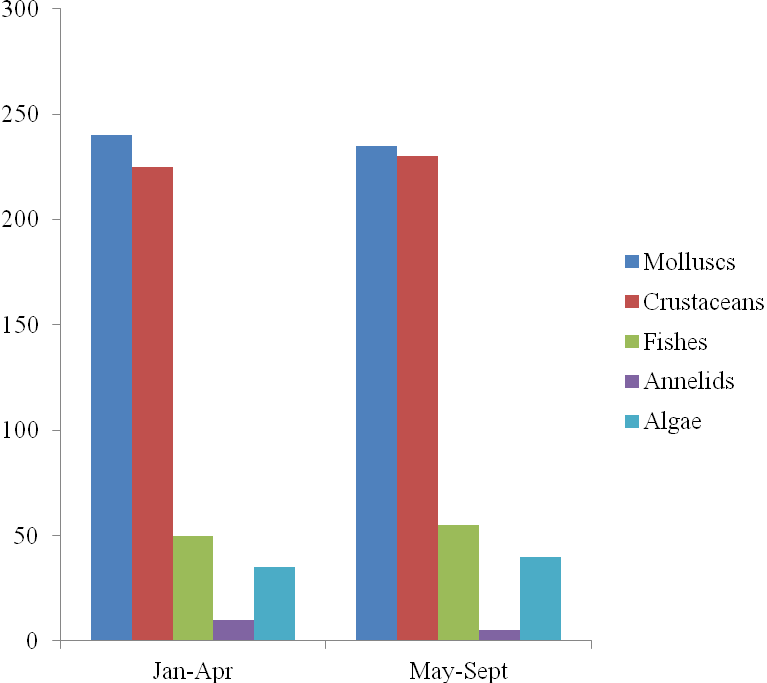 300
250
200
150
100
50
0
Jan-Apr
May-Sept
Molluscs
Crustaceans
Fishes
Annelids
Algae